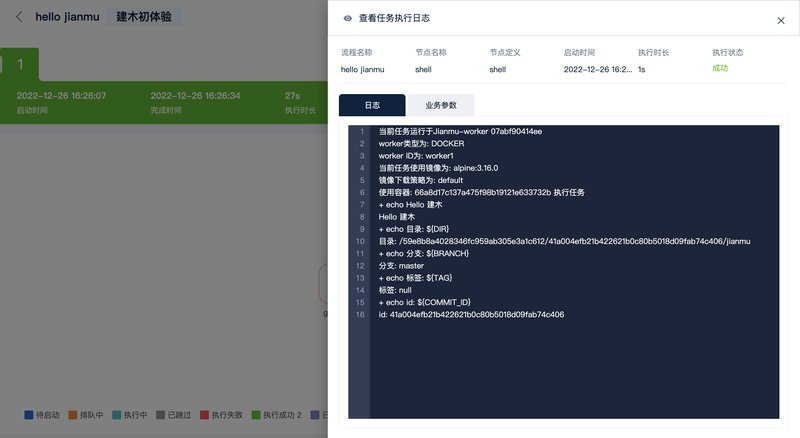 hello jianmu 建木初体验
1
2022-12-26 16:26:07 2022-12-26 16:26:34 27s
启动时间 完成时间 执行时长
待启动 排队中 执行中 已跳过 执行失败 执行成功 2
查看任务执行日志
流程名称 节点名称 节点定义 启动时间 执行时长 执行状态
hello jianmu shell shell 2022-12-26 16:2... 1s 成功
日志 业务参数
1 当前任务运行于Jianmu-worker 07abf90414ee
2 worker类型为: DOCKER
3 worker ID为: worker1
4 当前任务使用镜像为: alpine:3.16.0
5 镜像下载策略为: default
6 使用容器: 66a8d17c137a475f98b19121e633732b 执行任务
7 + echo Hello 建木
8 Hello 建木
9 + echo 目录: ${DIR}
10 目录: /59e8b8a4028346fc959ab305e3a1c612/41a004efb21b422621b0c80b5018d09fab74c406/jianmu
11 + echo 分支: ${BRANCH}
12 分支: master
13 + echo 标签: ${TAG}
14 标签: null
15 + echo id: ${COMMIT_ID}
16 id: 41a004efb21b422621b0c80b5018d09fab74c406